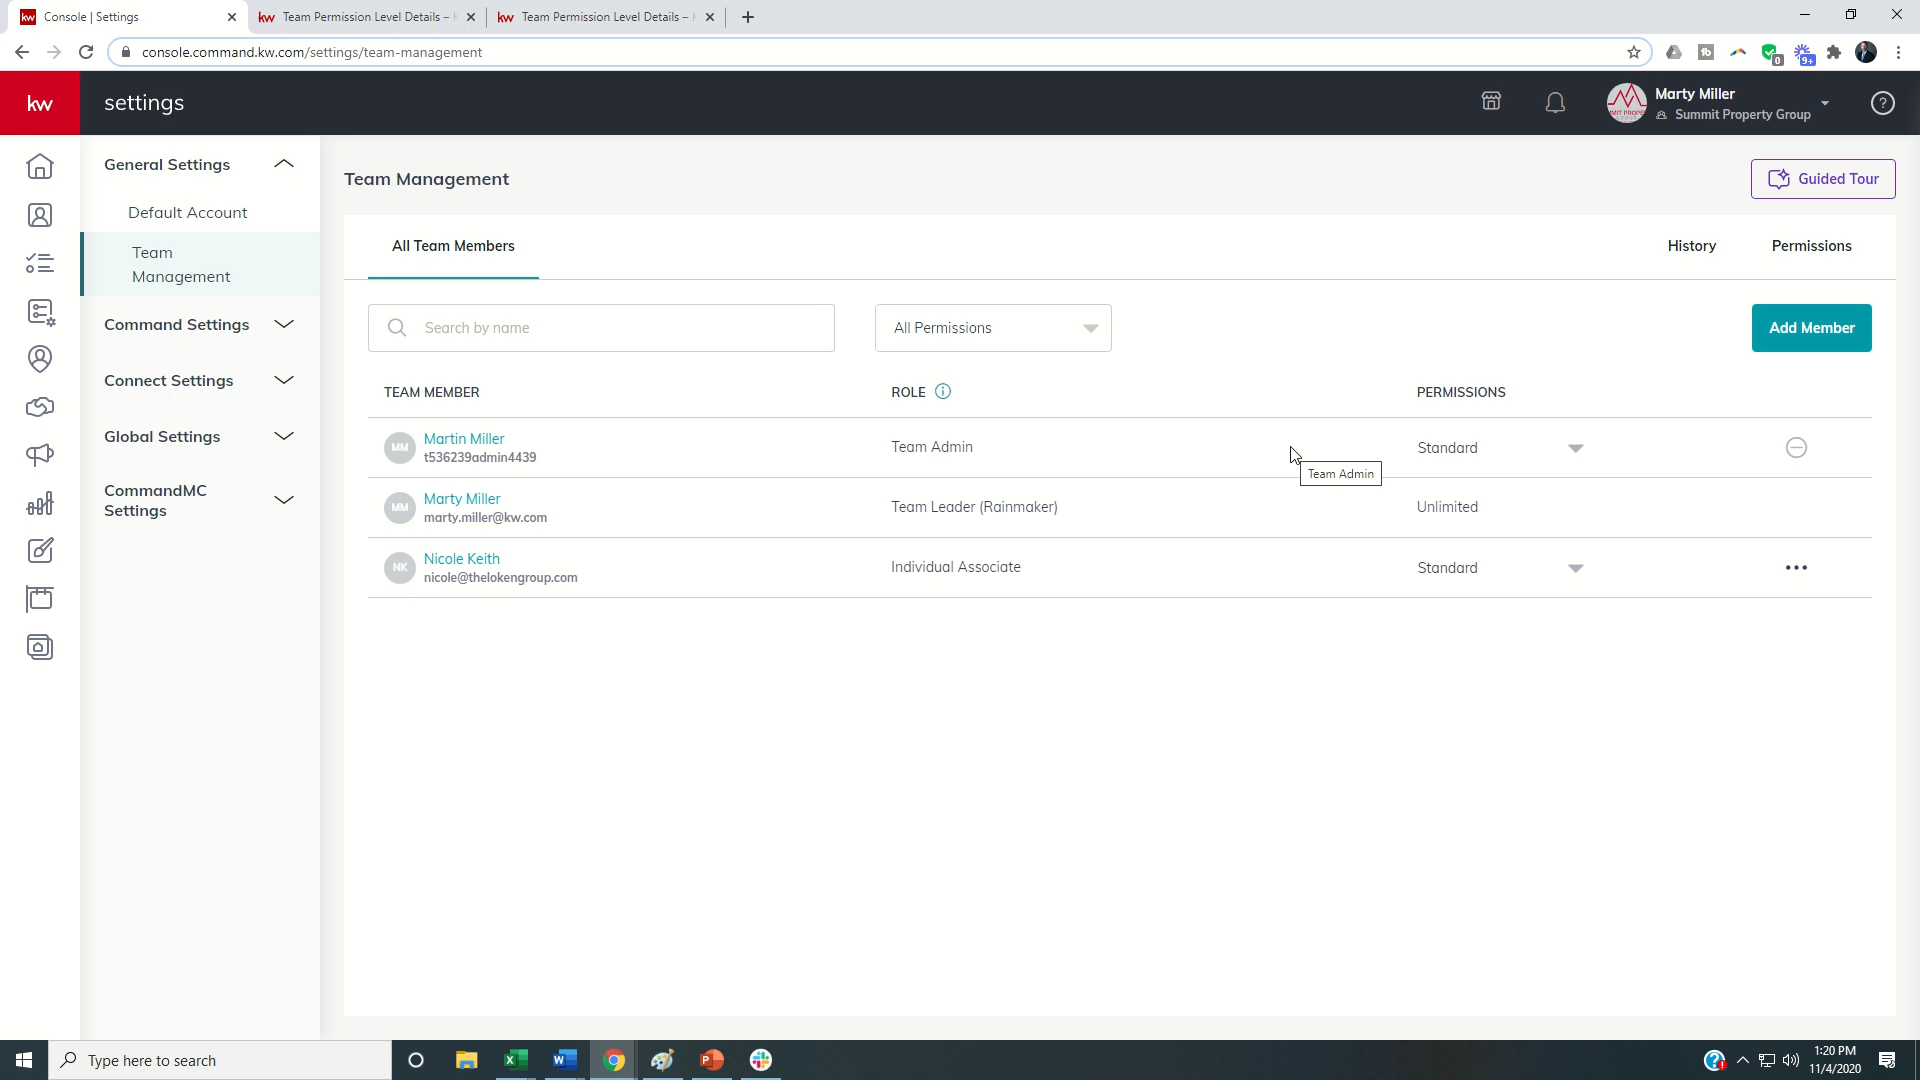 Console | Settings
Team Permission Level Details –
Team Permission Level Details –
console.command.kw.com/settings/team-management
0
9+
kw
settings
Marty Miller
Summit Property Group
General Settings
Default Account
Team
Management
Command Settings
Connect Settings
Global Settings
CommandMC
Settings
Team Management
Guided Tour
All Team Members
History
Permissions
Search by name
All Permissions
Add Member
TEAM MEMBER
ROLE
PERMISSIONS
MM
Martin Miller
t536239admin4439
Team Admin
Standard
Team Admin
MM
Marty Miller
marty.miller@kw.com
Team Leader (Rainmaker)
Unlimited
NK
Nicole Keith
nicole@thelokengroup.com
Individual Associate
Standard
Type here to search
1:20 PM
11/4/2020